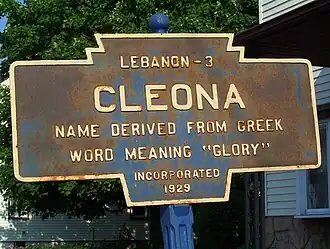 LEBANON - 3
CLEONA
NAME DERIVED FROM GREEK
WORD MEANING "GLORY"
INCORPORATED
1929